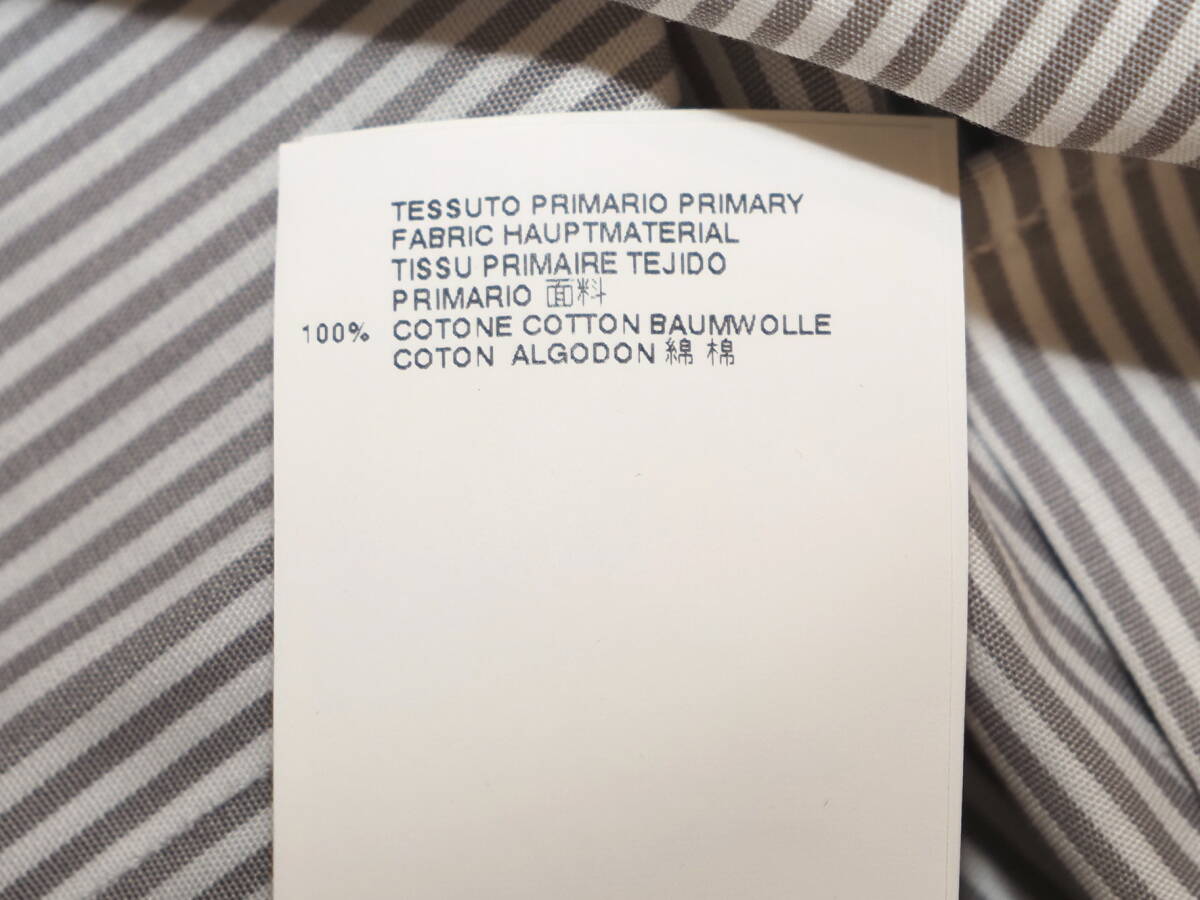 TESSUTO PRIMARIO PRIMARY
FABRIC HAUPTMATERIAL
TISSU PRIMAIRE TEJIDO
PRIMARIO 面料
100% COTONE COTTON BAUMWOLLE
COTON ALGODON 綿 棉